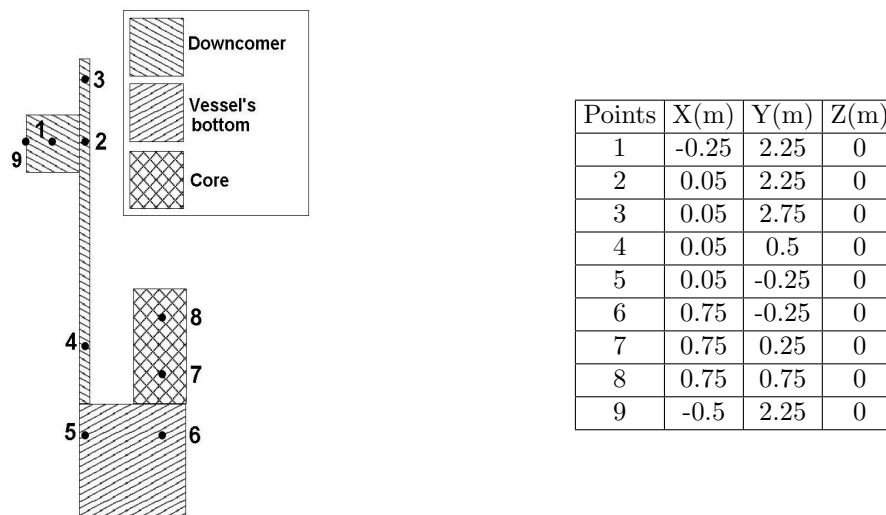 Downcomer
Vessel's
bottom
Core
3
1
2
9
8
4
7
5
6
Points X(m) Y(m) Z(m)
1 -0.25 2.25 0
2 0.05 2.25 0
3 0.05 2.75 0
4 0.05 0.5 0
5 0.05 -0.25 0
6 0.75 -0.25 0
7 0.75 0.25 0
8 0.75 0.75 0
9 -0.5 2.25 0